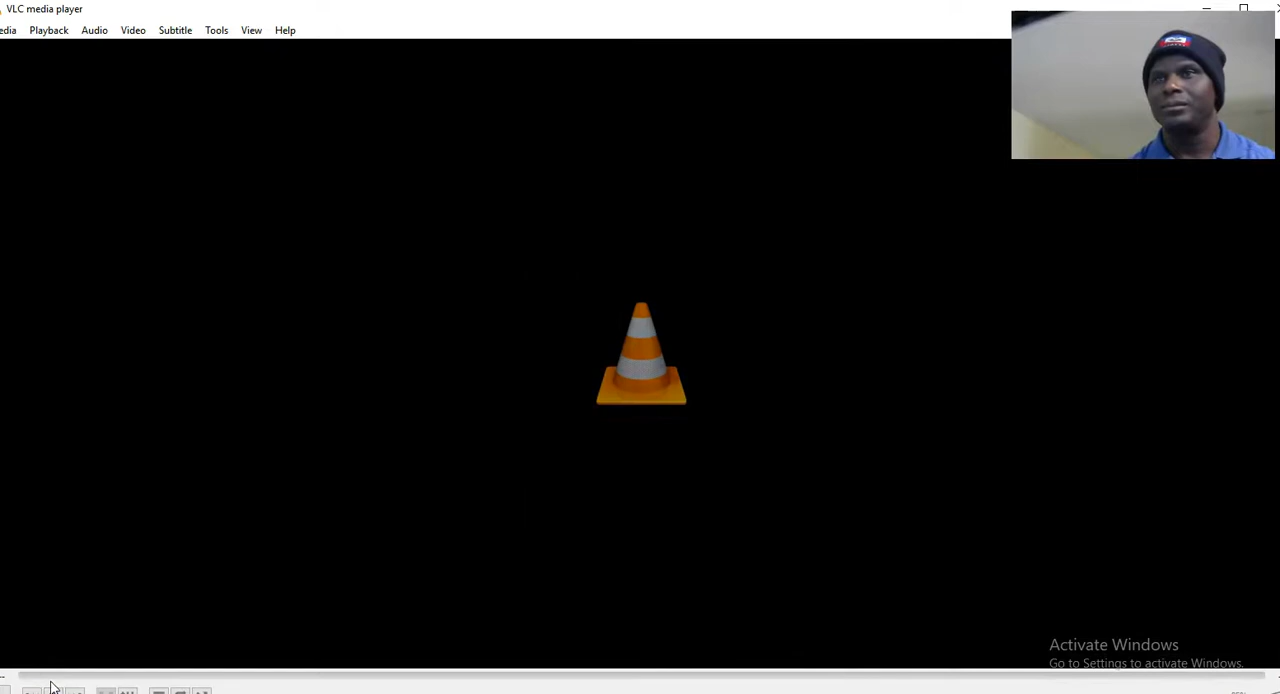 VLC media player
edia Playback Audio Video Subtitle Tools View Help
Activate Windows
Go to Settings to activate Windows.